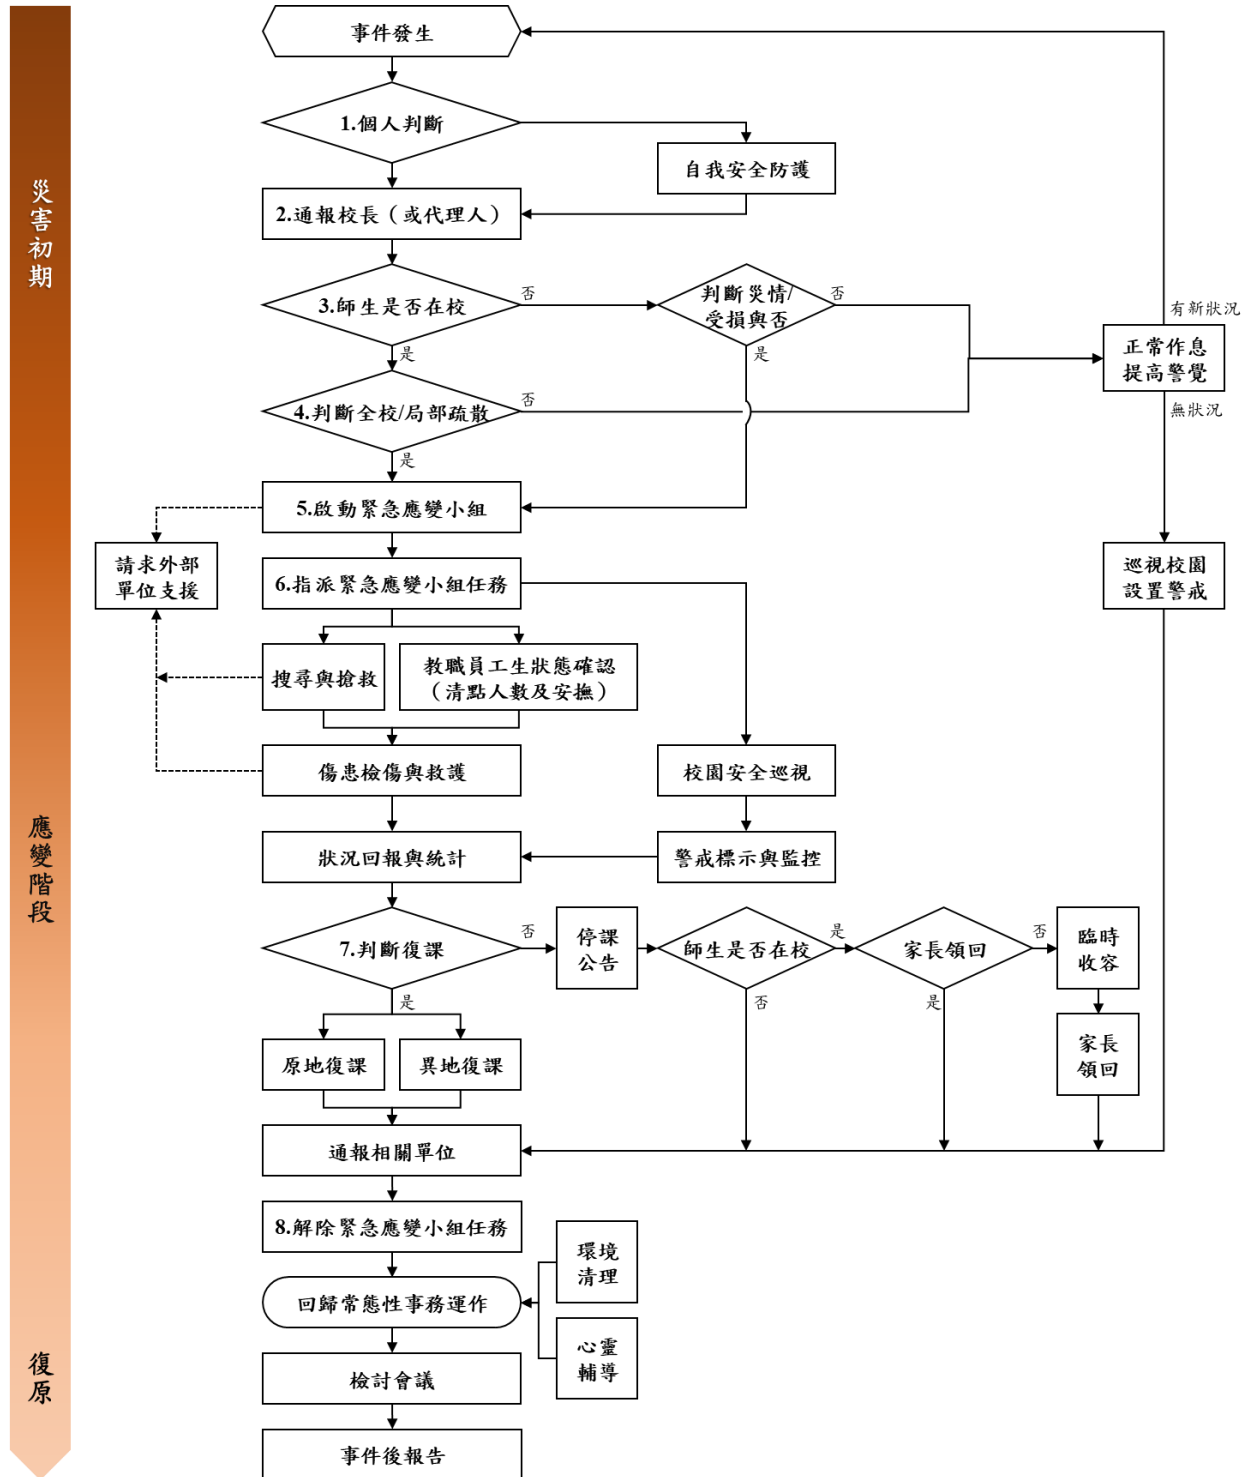 災害初期
應變階段
復原
事件發生
1.個人判斷
自我安全防護
2.通報校長（或代理人）
3.師生是否在校
否
是
判斷災情/
受損與否
否
是
有新狀況
正常作息
提高警覺
無狀況
4.判斷全校/局部疏散
否
是
5.啟動緊急應變小組
請求外部
單位支援
6.指派緊急應變小組任務
巡視校園
設置警戒
搜尋與搶救
教職員工生狀態確認
（清點人數及安撫）
傷患檢傷與救護
校園安全巡視
狀況回報與統計
警戒標示與監控
7.判斷復課
否
是
停課
公告
師生是否在校
是
否
家長領回
否
是
臨時
收容
家長
領回
原地復課
異地復課
通報相關單位
8.解除緊急應變小組任務
環境
清理
回歸常態性事務運作
心靈
輔導
檢討會議
事件後報告